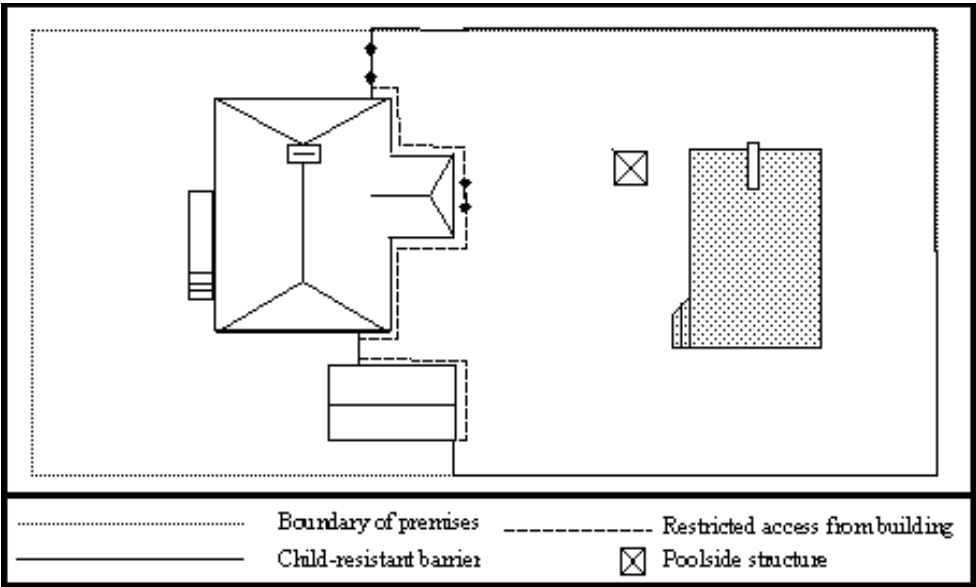 Boundary of premises
Restricted access from building
Child-resistant barrier
Poolside structure